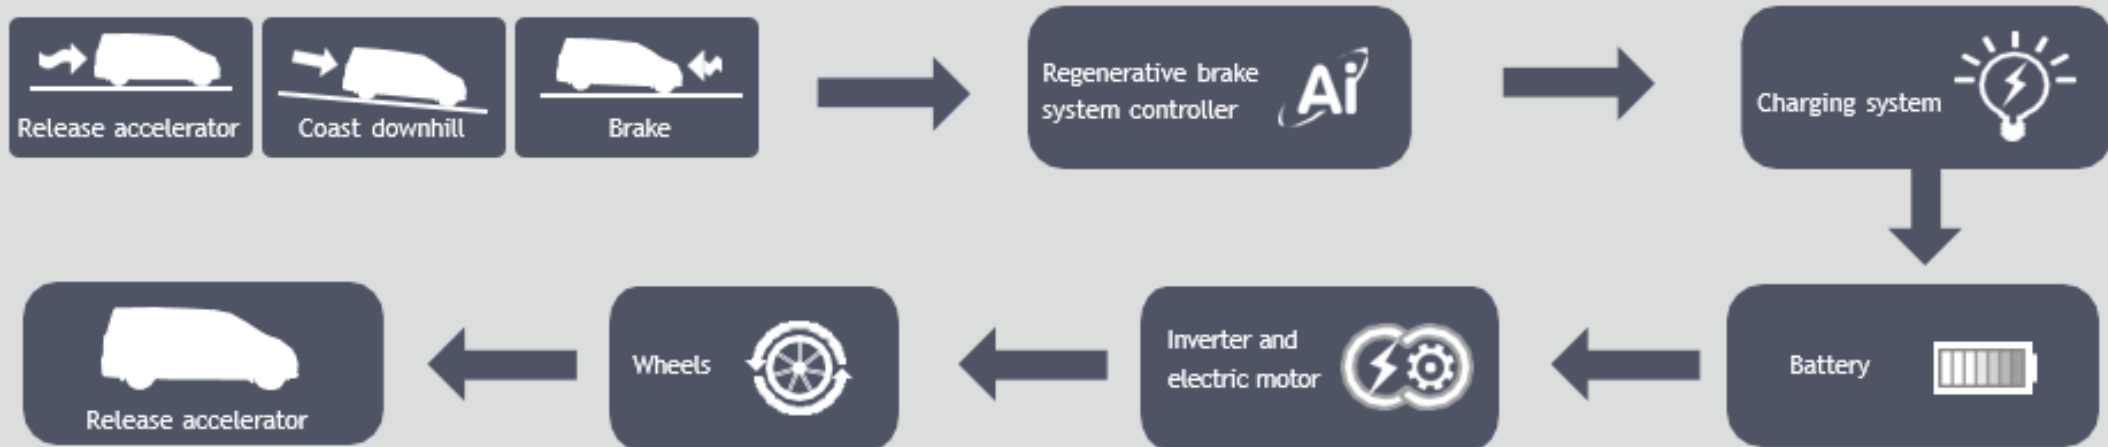 Release accelerator
Coast downhill
Brake
Regenerative brake
system controller
Ai
Charging system
Release accelerator
Wheels
Inverter and
electric motor
Battery